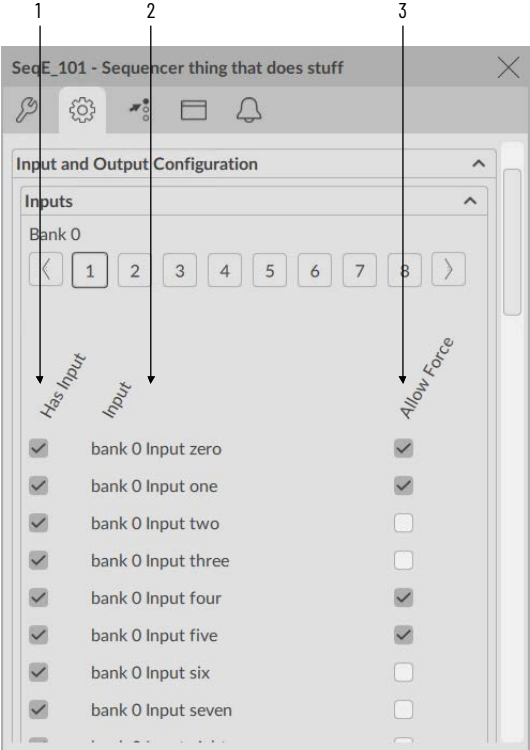 1 2 3
SeqE_101 - Sequencer thing that does stuff
Input and Output Configuration
Inputs
Bank 0
1 2 3 4 5 6 7 8
Has Input Input Allow Force
bank 0 Input zero
bank 0 Input one
bank 0 Input two
bank 0 Input three
bank 0 Input four
bank 0 Input five
bank 0 Input six
bank 0 Input seven